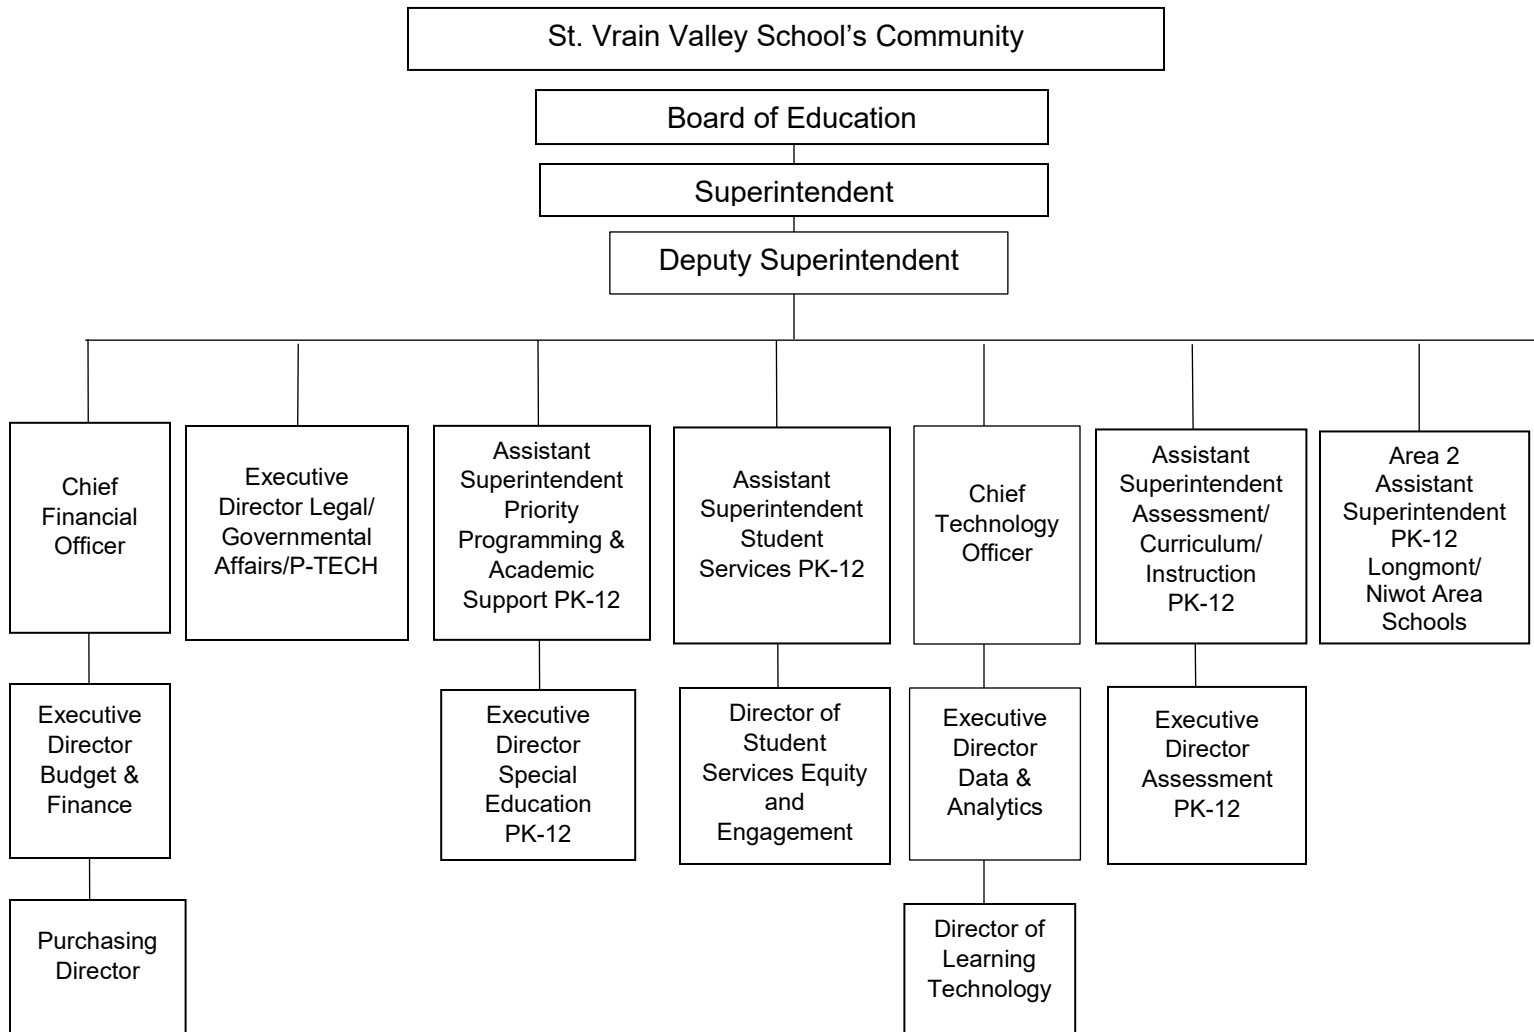 St. Vrain Valley School’s Community
Board of Education
Superintendent
Deputy Superintendent
Chief
Financial
Officer
Executive
Director Legal/
Governmental
Affairs/P-TECH
Assistant
Superintendent
Priority
Programming &
Academic
Support PK-12
Assistant
Superintendent
Student
Services PK-12
Chief
Technology
Officer
Assistant
Superintendent
Assessment/
Curriculum/
Instruction
PK-12
Area 2
Assistant
Superintendent
PK-12
Longmont/
Niwot Area
Schools
Executive
Director
Budget &
Finance
Executive
Director
Special
Education
PK-12
Director of
Student
Services Equity
and
Engagement
Executive
Director
Data &
Analytics
Executive
Director
Assessment
PK-12
Purchasing
Director
Director of
Learning
Technology